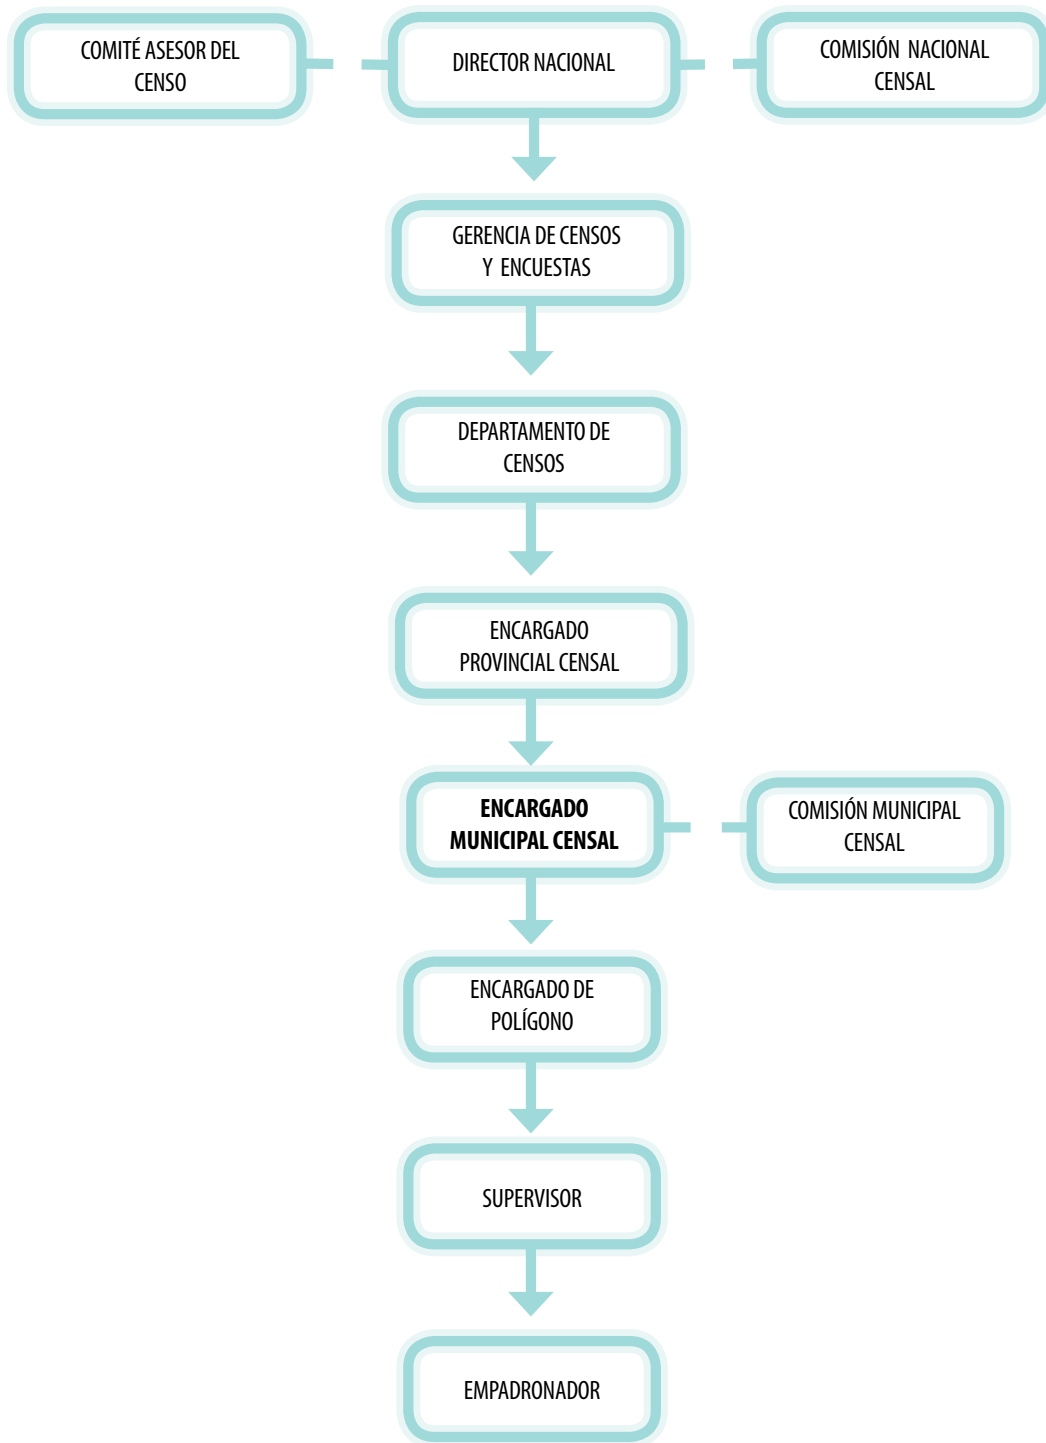 COMITÉ ASESOR DEL
CENSO
DIRECTOR NACIONAL
COMISIÓN NACIONAL
CENSAL
GERENCIA DE CENSOS
Y ENCUESTAS
DEPARTAMENTO DE
CENSOS
ENCARGADO
PROVINCIAL CENSAL
ENCARGADO
MUNICIPAL CENSAL
COMISIÓN MUNICIPAL
CENSAL
ENCARGADO DE
POLÍGONO
SUPERVISOR
EMPADRONADOR